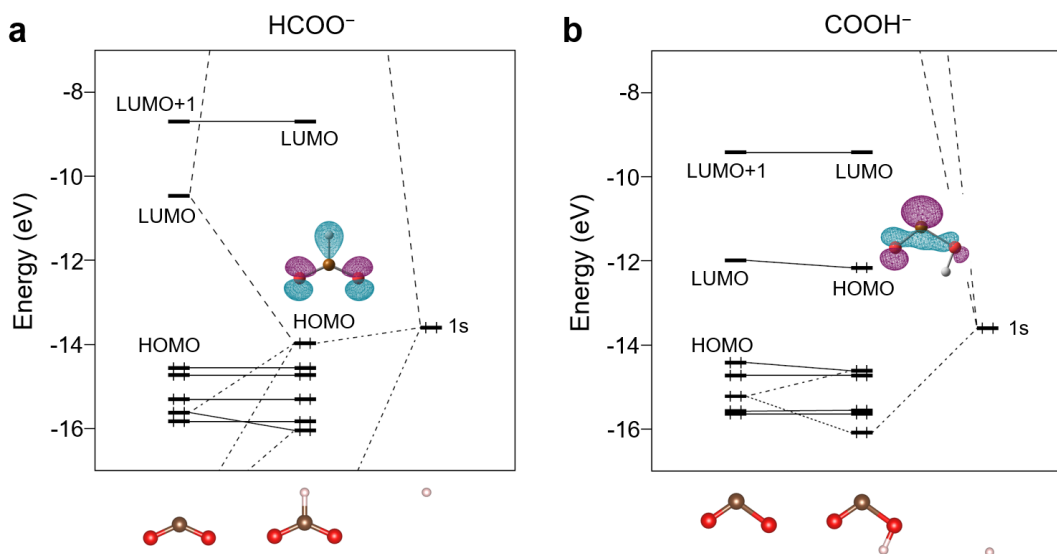 a
HCOO⁻
Energy (eV)
-8
-10
-12
-14
-16
LUMO+1
LUMO
LUMO
HOMO
HOMO
1s
b
COOH⁻
Energy (eV)
-8
-10
-12
-14
-16
LUMO+1
LUMO
LUMO
HOMO
HOMO
1s